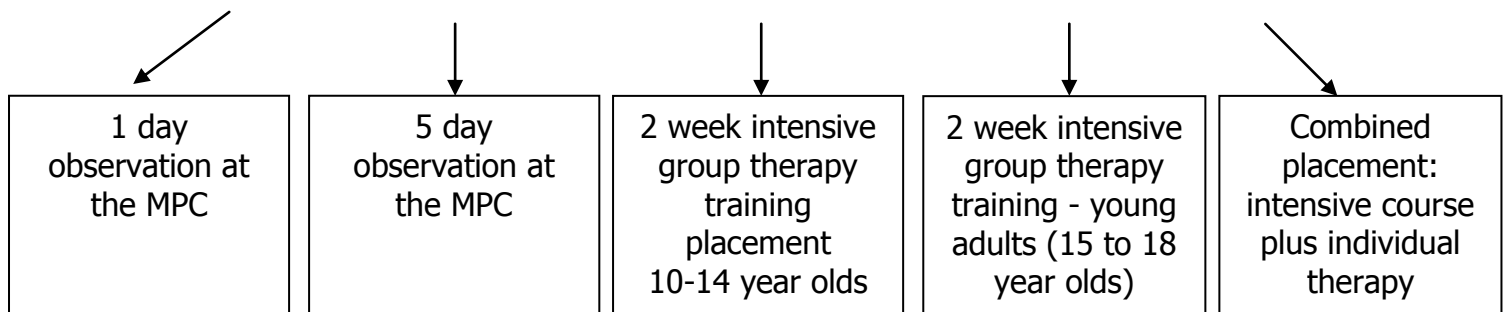 1 day
observation at
the MPC
5 day
observation at
the MPC
2 week intensive
group therapy
training
placement
10-14 year olds
2 week intensive
group therapy
training - young
adults (15 to 18
year olds)
Combined
placement:
intensive course
plus individual
therapy